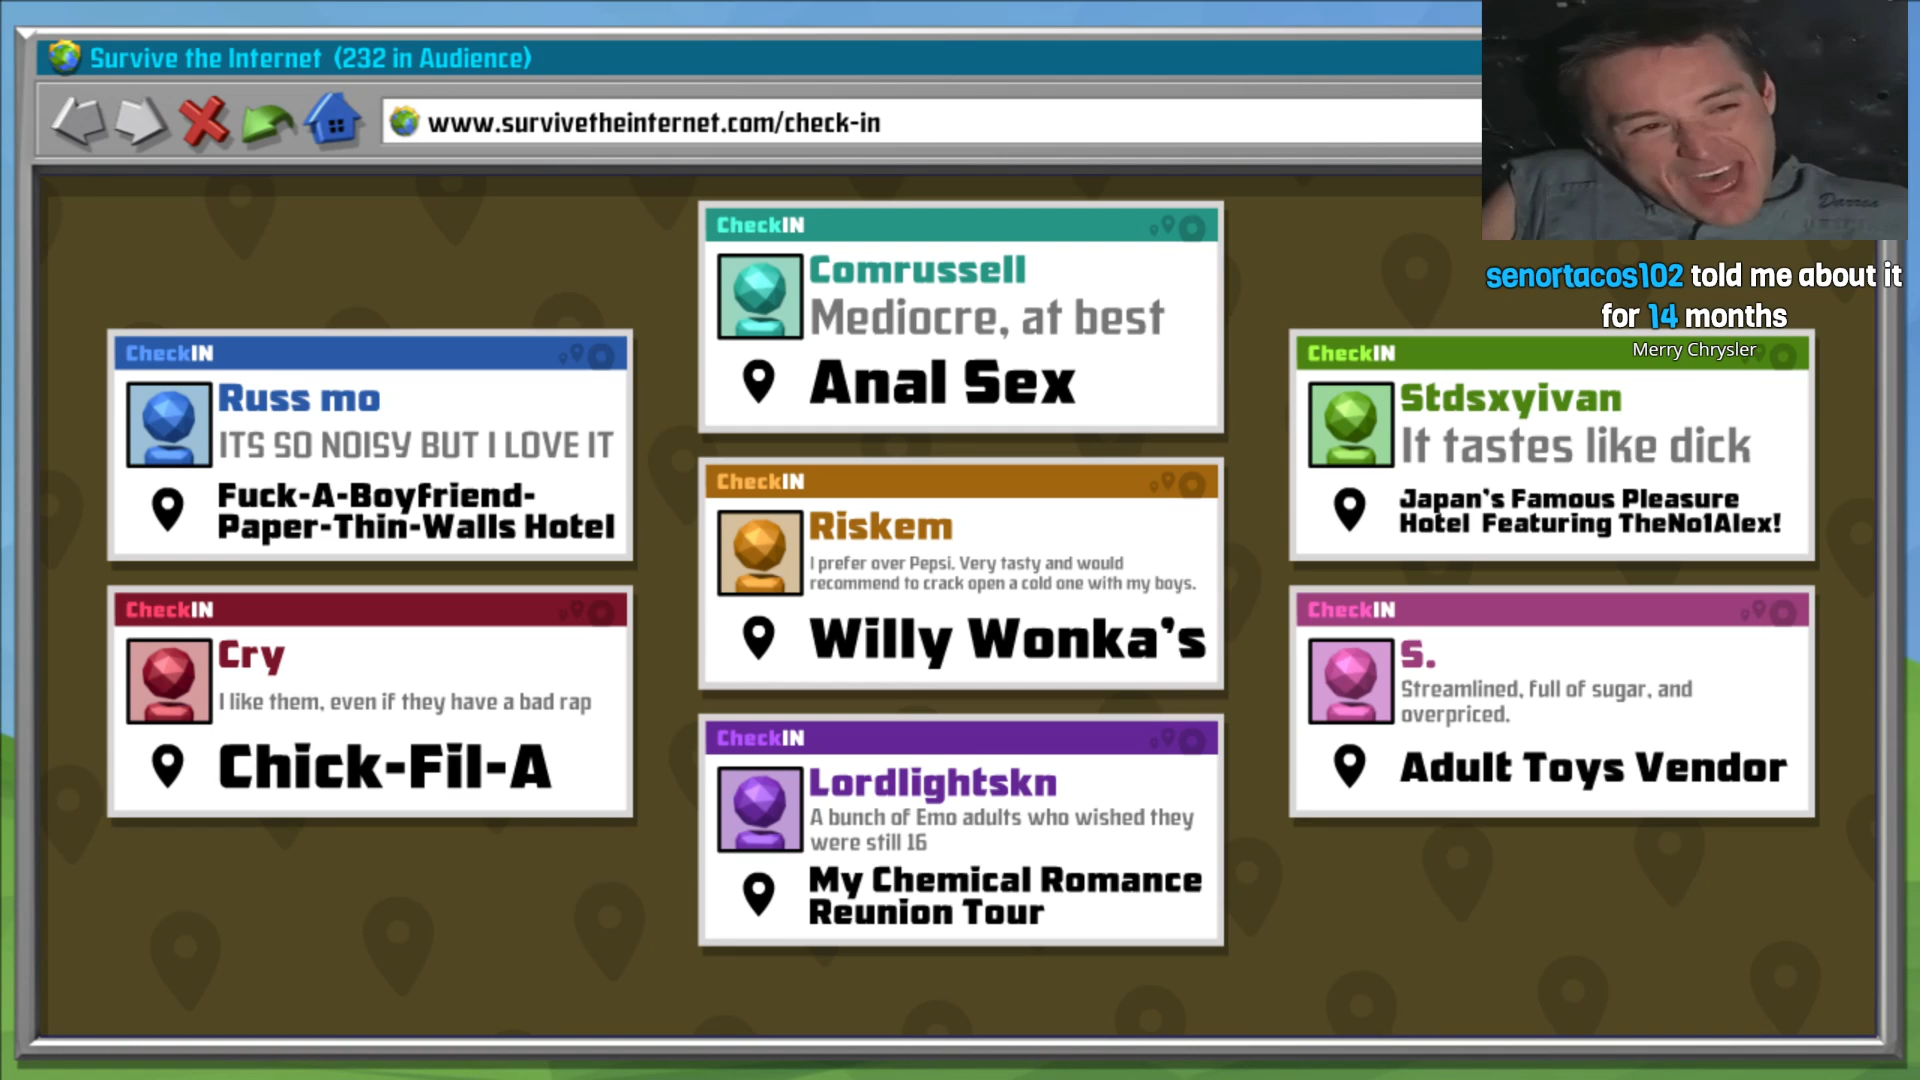 Survive the Internet (232 in Audience)
www.survivetheinternet.com/check-in
CheckIN
Russ mo
ITS SO NOISY BUT I LOVE IT
Fuck-A-Boyfriend-
Paper-Thin-Walls Hotel
CheckIN
Cry
I like them, even if they have a bad rap
Chick-Fil-A
CheckIN
Comrussell
Mediocre, at best
Anal Sex
CheckIN
Riskem
I prefer over Pepsi. Very tasty and would
recommend to crack open a cold one with my boys.
Willy Wonka's
CheckIN
Lordlightskn
A bunch of Emo adults who wished they
were still 16
My Chemical Romance
Reunion Tour
senortacos102 told me about it
for 14 months
Merry Chrysler
CheckIN
Stdsxyivan
It tastes like dick
Japan's Famous Pleasure
Hotel Featuring TheNo1Alex!
CheckIN
S.
Streamlined, full of sugar, and
overpriced.
Adult Toys Vendor